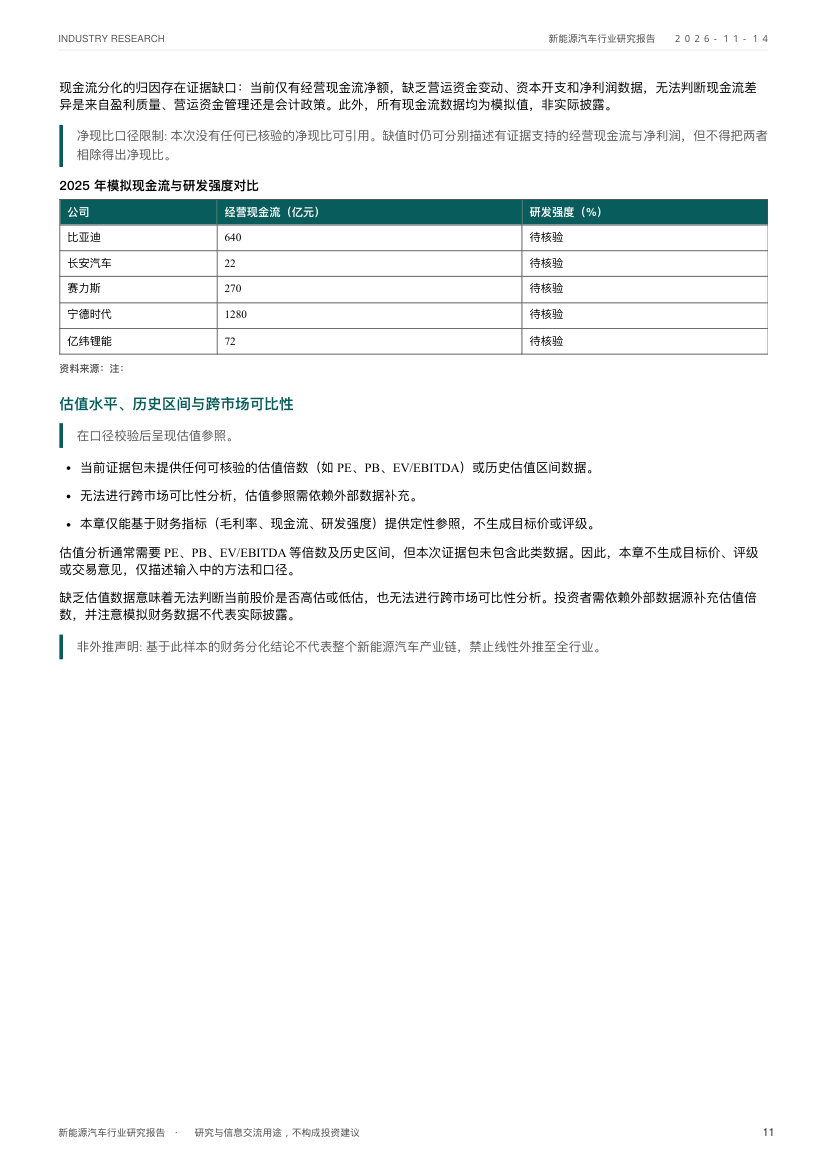 INDUSTRY RESEARCH 新能源汽车行业研究报告 2026-11-14
现金流分化的归因存在证据缺口：当前仅有经营现金流净额，缺乏营运资金变动、资本开支和净利润数据，无法判断现金流差
异是来自盈利质量、营运资金管理还是会计政策。此外，所有现金流数据均为模拟值，非实际披露。
净现比口径限制: 本次没有任何已核验的净现比可引用。缺值时仍可分别描述有证据支持的经营现金流与净利润，但不得把两者
相除得出净现比。
2025 年模拟现金流与研发强度对比
公司 经营现金流（亿元） 研发强度（%）
比亚迪 640 待核验
长安汽车 22 待核验
赛力斯 270 待核验
宁德时代 1280 待核验
亿纬锂能 72 待核验
资料来源：注：
估值水平、历史区间与跨市场可比性
在口径校验后呈现估值参照。
• 当前证据包未提供任何可核验的估值倍数（如 PE、PB、EV/EBITDA）或历史估值区间数据。
• 无法进行跨市场可比性分析，估值参照需依赖外部数据补充。
• 本章仅能基于财务指标（毛利率、现金流、研发强度）提供定性参照，不生成目标价或评级。
估值分析通常需要 PE、PB、EV/EBITDA 等倍数及历史区间，但本次证据包未包含此类数据。因此，本章不生成目标价、评级
或交易意见，仅描述输入中的方法和口径。
缺乏估值数据意味着无法判断当前股价是否高估或低估，也无法进行跨市场可比性分析。投资者需依赖外部数据源补充估值倍
数，并注意模拟财务数据不代表实际披露。
非外推声明: 基于此样本的财务分化结论不代表整个新能源汽车产业链，禁止线性外推至全行业。
新能源汽车行业研究报告 · 研究与信息交流用途，不构成投资建议 11